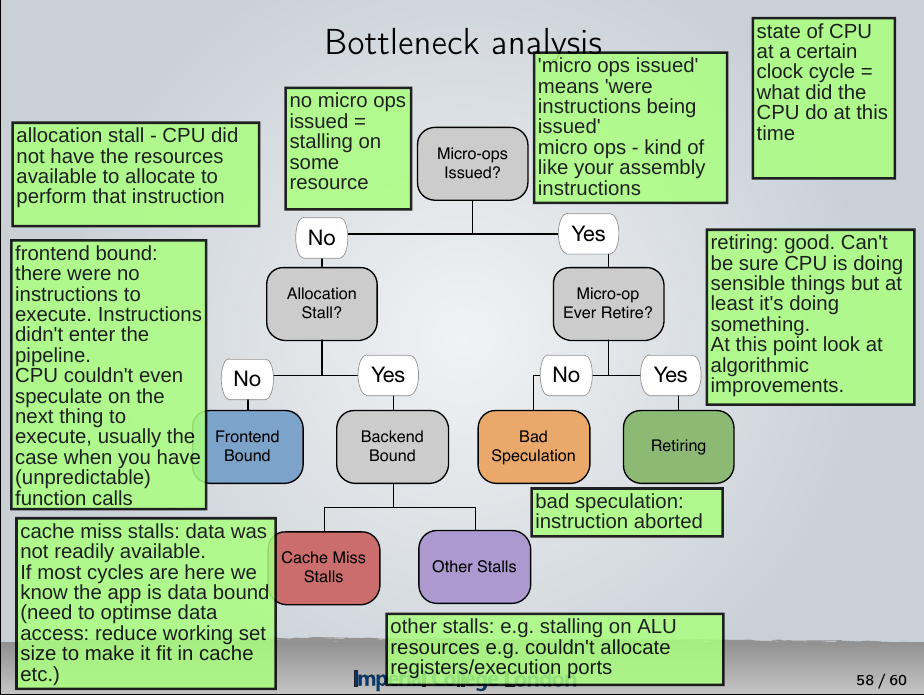 Bottleneck analysis
state of CPU
at a certain
clock cycle =
what did the
CPU do at this
time
'micro ops issued'
means 'were
instructions being
issued'
micro ops - kind of
like your assembly
instructions
no micro ops
issued =
stalling on
some
resource
allocation stall - CPU did
not have the resources
available to allocate to
perform that instruction
Micro-ops
Issued?
No
Yes
frontend bound:
there were no
instructions to
execute. Instructions
didn't enter the
pipeline.
CPU couldn't even
speculate on the
next thing to
execute, usually the
case when you have
(unpredictable)
function calls
Allocation
Stall?
Micro-op
Ever Retire?
retiring: good. Can't
be sure CPU is doing
sensible things but at
least it's doing
something.
At this point look at
algorithmic
improvements.
No
Yes
No
Yes
Frontend
Bound
Backend
Bound
Bad
Speculation
Retiring
bad speculation:
instruction aborted
cache miss stalls: data was
not readily available.
If most cycles are here we
know the app is data bound
(need to optimse data
access: reduce working set
size to make it fit in cache
etc.)
Cache Miss
Stalls
Other Stalls
other stalls: e.g. stalling on ALU
resources e.g. couldn't allocate
registers/execution ports
Imperial College London
58 / 60